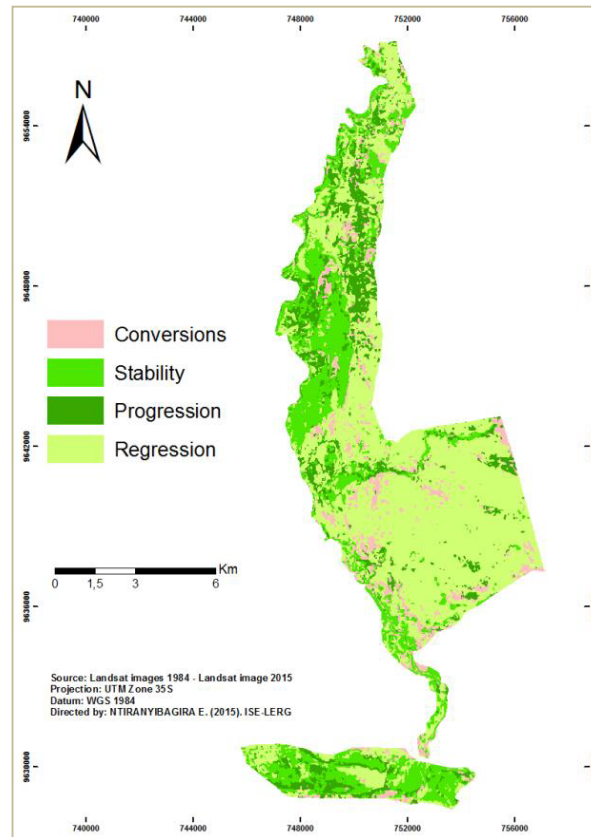 740000 744000 748000 752000 756000
N
9654000
9648000
Conversions
Stability
Progression
Regression
9642000
Km
0 1,5 3 6
9636000
Source: Landsat images 1984 - Landsat image 2015
Projection: UTM Zone 35S
Datum: WGS 1984
Directed by: NTIRANYIBAGIRA E. (2015). ISE-LERG
9630000
740000 744000 748000 752000 756000